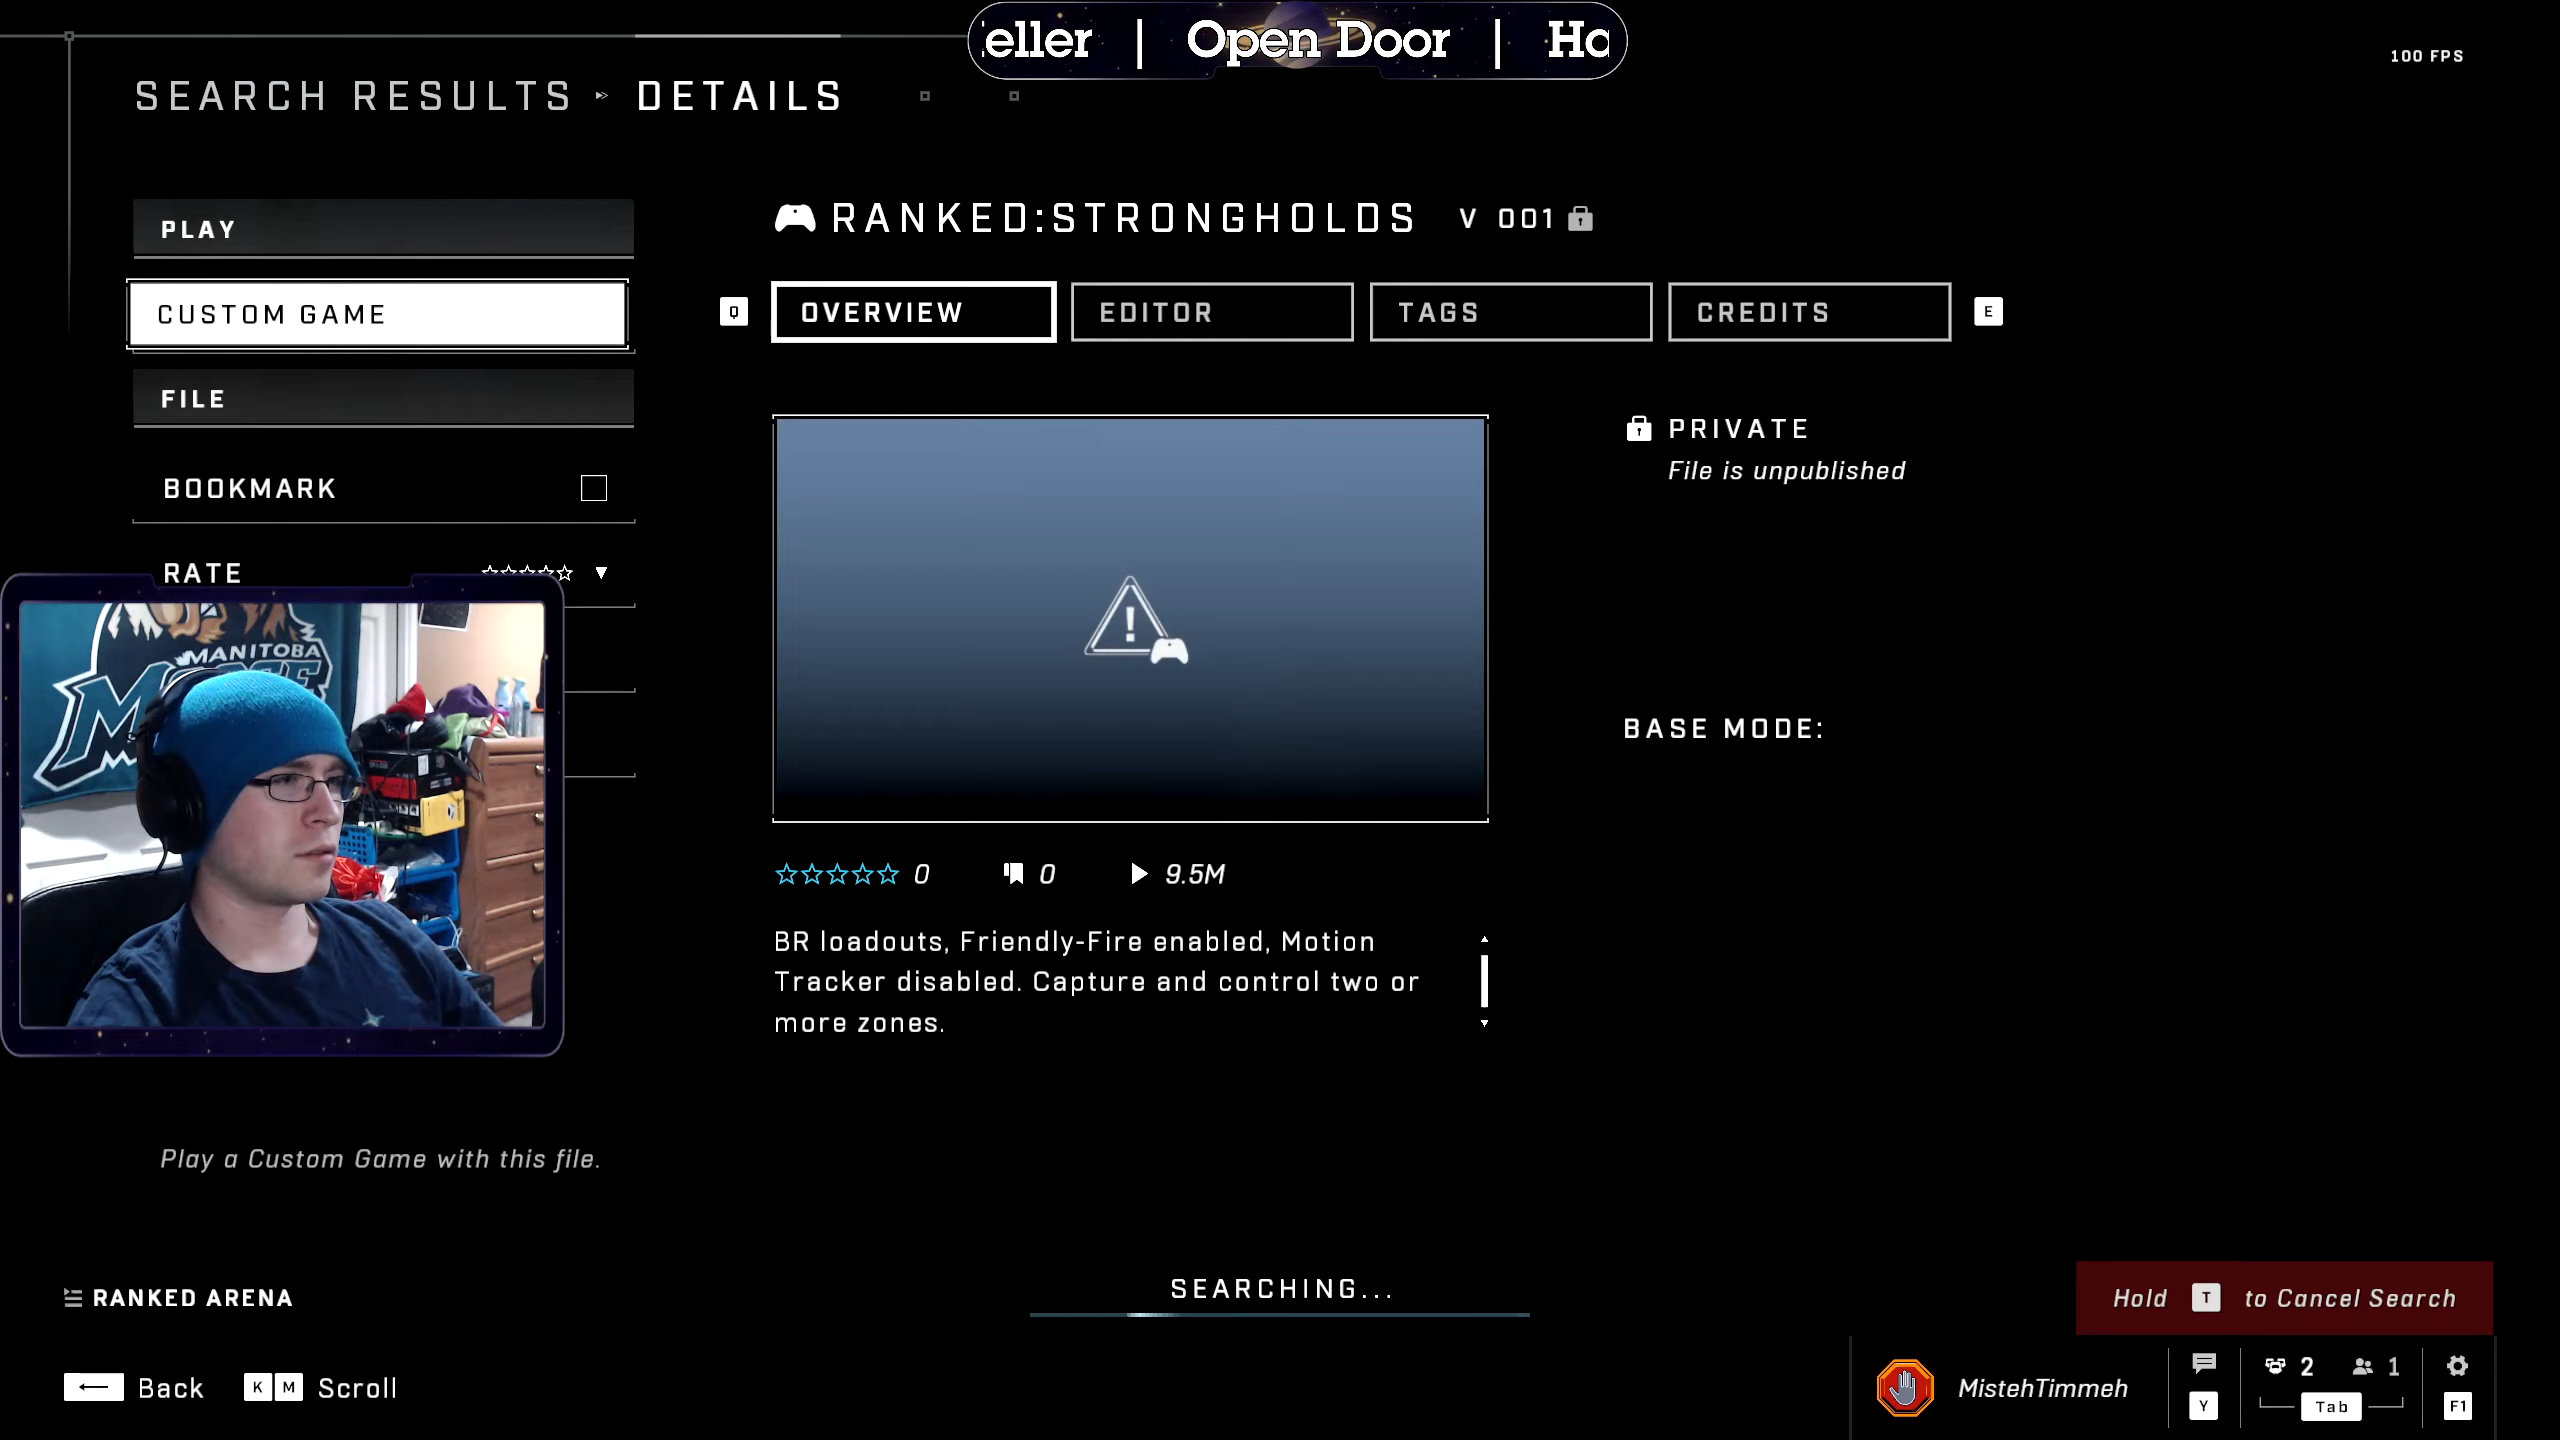 eller | Open Door | Ho
100 FPS
SEARCH RESULTS DETAILS
PLAY
CUSTOM GAME
FILE
BOOKMARK
RATE
RANKED:STRONGHOLDS V 001
Q OVERVIEW EDITOR TAGS CREDITS E
PRIVATE
File is unpublished
BASE MODE:
0 0 9.5M
BR loadouts, Friendly-Fire enabled, Motion
Tracker disabled. Capture and control two or
more zones.
MANITOBA
MOOSE
Play a Custom Game with this file.
RANKED ARENA
SEARCHING...
Hold T to Cancel Search
Back K M Scroll
MistehTimmeh
Y
2 1
Tab
F1